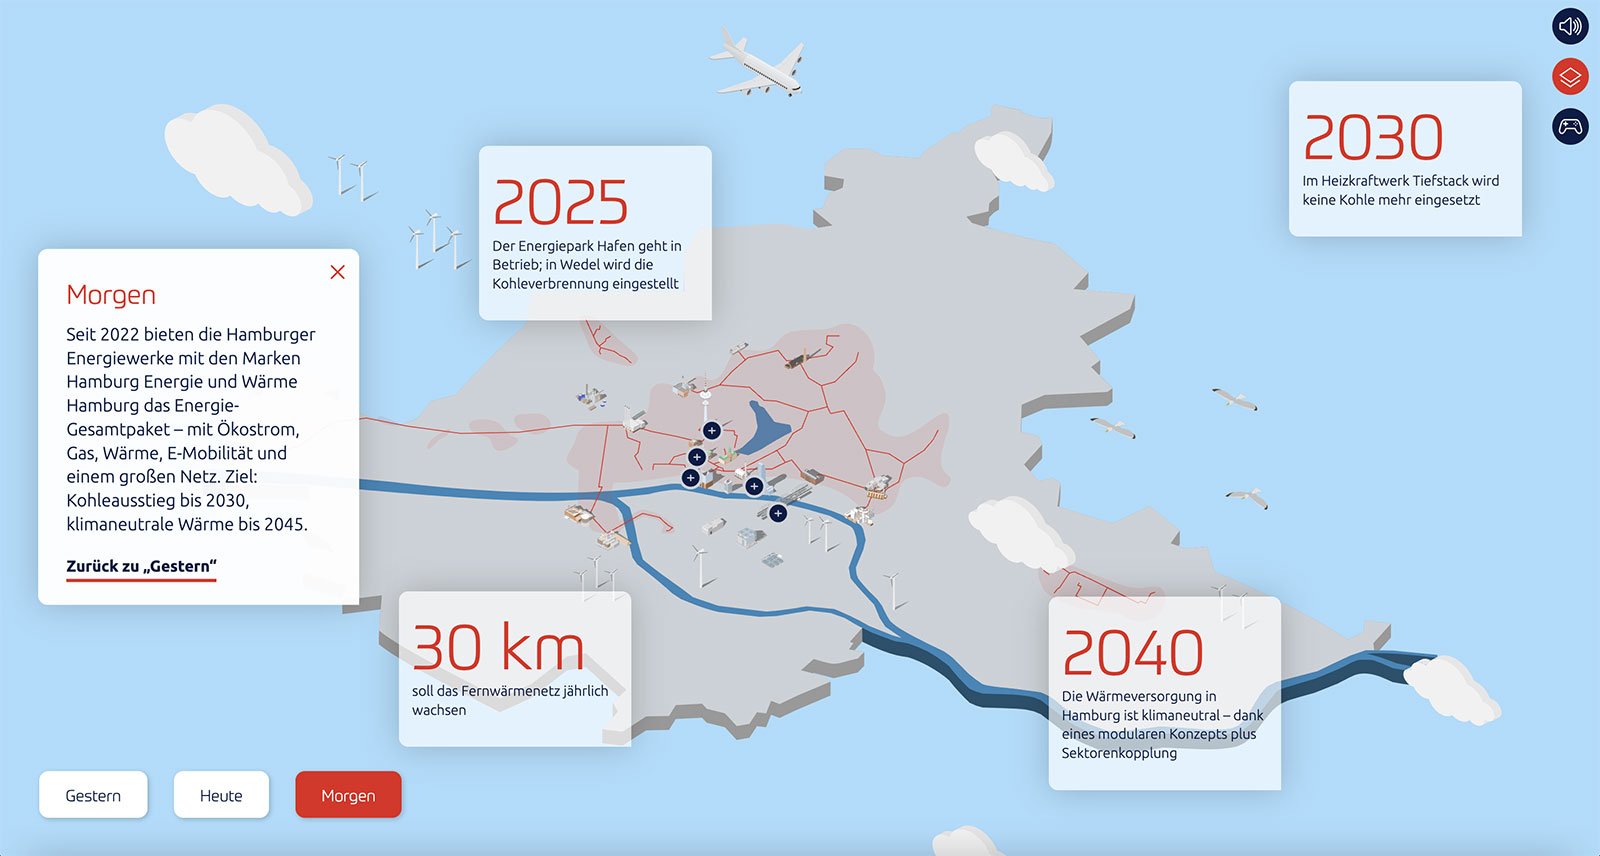 2030
Im Heizkraftwerk Tiefstack wird
keine Kohle mehr eingesetzt
2025
Der Energiepark Hafen geht in
Betrieb; in Wedel wird die
Kohleverbrennung eingestellt
Morgen
Seit 2022 bieten die Hamburger
Energiewerke mit den Marken
Hamburg Energie und Wärme
Hamburg das Energie-
Gesamtpaket – mit Ökostrom,
Gas, Wärme, E-Mobilität und
einem großen Netz. Ziel:
Kohleausstieg bis 2030,
klimaneutrale Wärme bis 2045.
Zurück zu „Gestern“
30 km
soll das Fernwärmenetz jährlich
wachsen
2040
Die Wärmeversorgung in
Hamburg ist klimaneutral – dank
eines modularen Konzepts plus
Sektorenkopplung
Gestern
Heute
Morgen